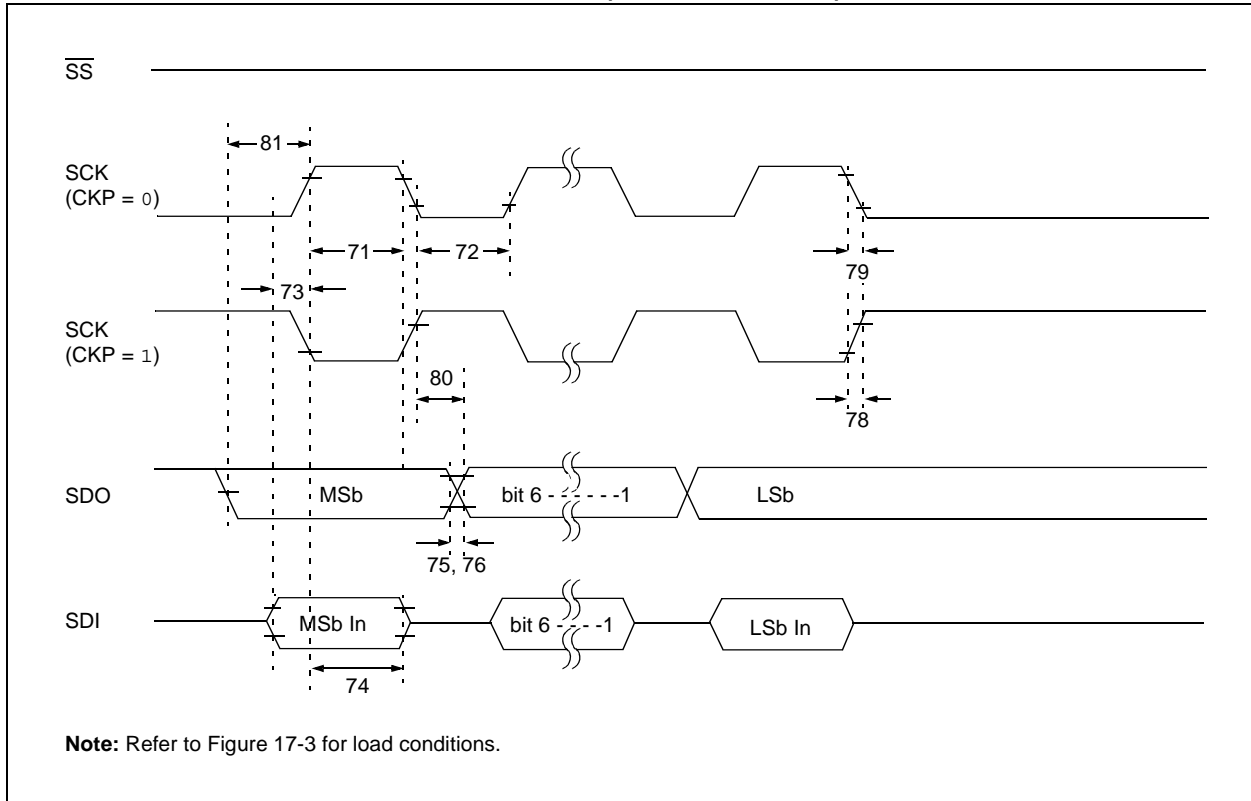 SS
81
SCK
(CKP = 0)
71
72
79
73
SCK
(CKP = 1)
80
78
SDO
MSb
bit 6 - - - - - -1
LSb
75, 76
SDI
MSb In
bit 6 - - - - -1
LSb In
74
Note: Refer to Figure 17-3 for load conditions.